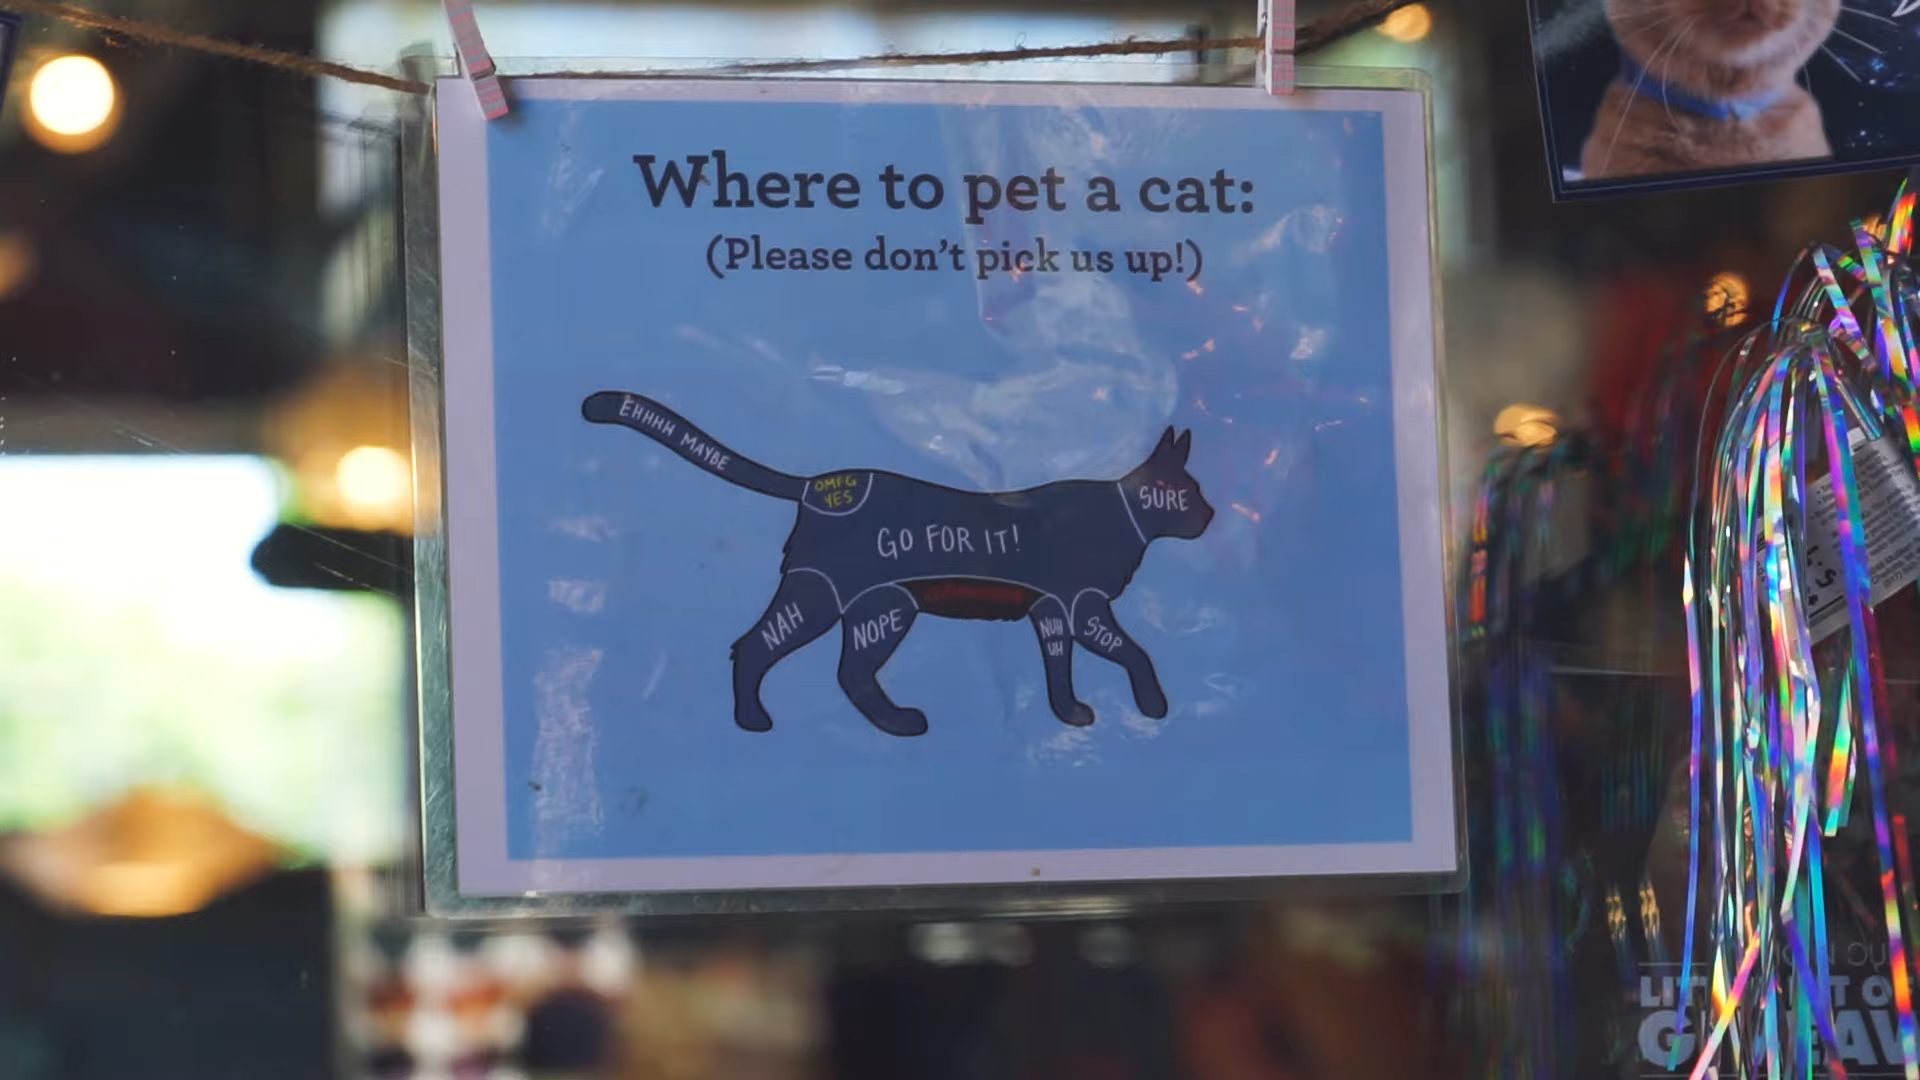 Where to pet a cat:
(Please don't pick us up!)
EHHHH MAYBE
OMFG
YES
GO FOR IT!
SURE
NAH
NOPE
NUH
UH
STOP